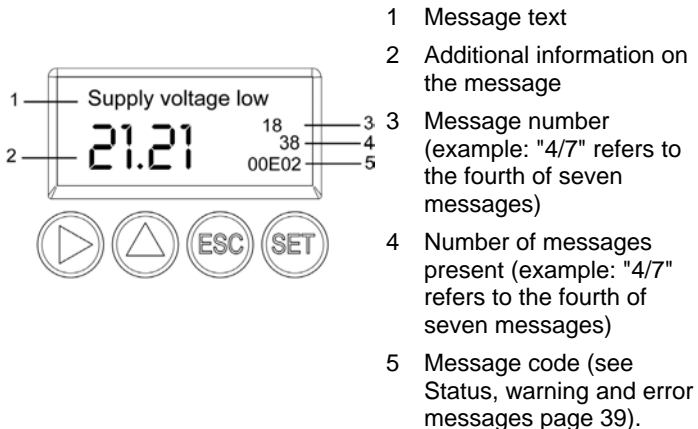 1 Supply voltage low
2 21.21
18 3
38 4
00E02 5
ESC SET
1 Message text
2 Additional information on
the message
3 Message number
(example: "4/7" refers to
the fourth of seven
messages)
4 Number of messages
present (example: "4/7"
refers to the fourth of
seven messages)
5 Message code (see
Status, warning and error
messages page 39).